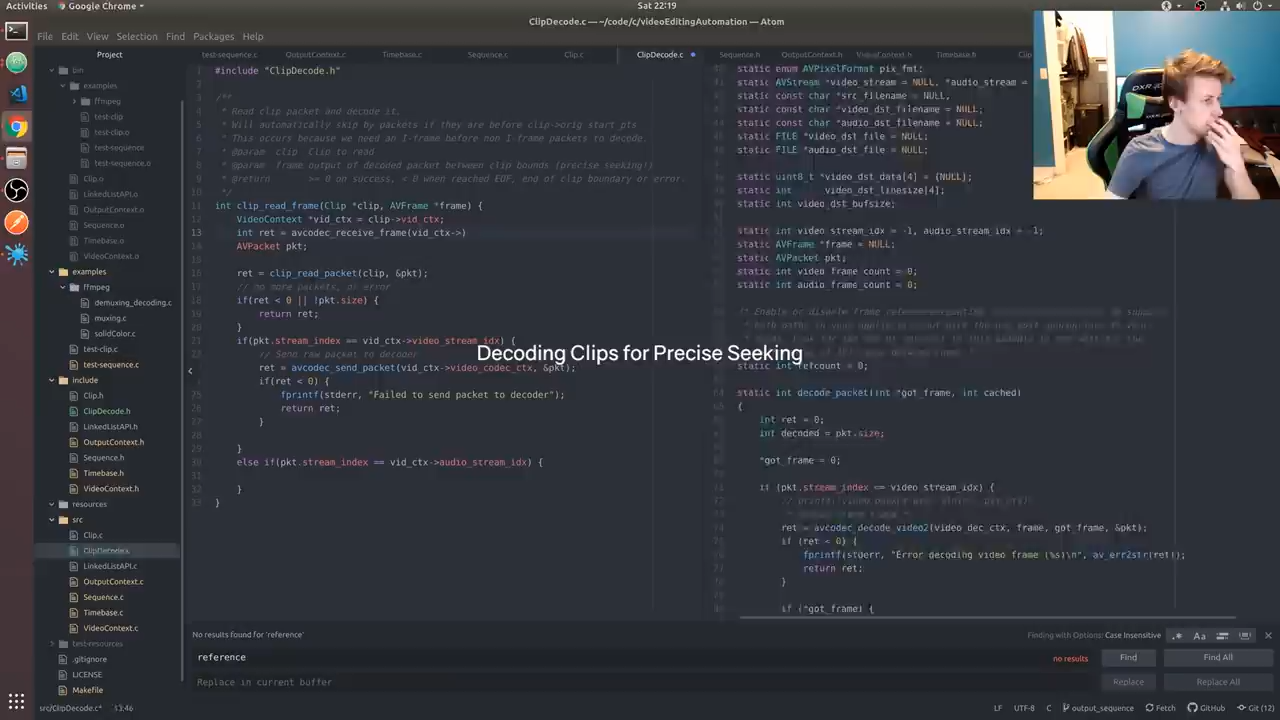 Activities
Google Chrome
Sat 22:19
ClipDecode.c — ~/code/c/videoEditingAutomation — Atom
File Edit View Selection Find Packages Help
Project
bin
examples
ffmpeg
test-clip
test-clip.o
test-sequence
test-sequence.o
Clip.o
LinkedListAPI.o
OutputContext.o
Sequence.o
Timebase.o
VideoContext.o
examples
ffmpeg
demuxing_decoding.c
muxing.c
solidColor.c
test-clip.c
test-sequence.c
include
Clip.h
ClipDecode.h
LinkedListAPI.h
OutputContext.h
Sequence.h
Timebase.h
VideoContext.h
resources
src
Clip.c
ClipDecode.c
LinkedListAPI.c
OutputContext.c
Sequence.c
Timebase.c
VideoContext.c
test-resources
.gitignore
LICENSE
Makefile
test-sequence.c OutputContext.c Timebase.c Sequence.c Clip.c ClipDecode.c
#include "ClipDecode.h"
/**
* Read clip packet and decode it.
* Will automatically skip by packets if they are before clip->orig_start_pts
* This occurs because we need an I-frame before non I-frame packets to decode.
* @param clip Clip to read
* @param frame output of decoded packet between clip bounds (precise seeking!)
* @return >= 0 on success, < 0 when reached EOF, end of clip boundary or error.
*/
int clip_read_frame(Clip *clip, AVFrame *frame) {
VideoContext *vid_ctx = clip->vid_ctx;
int ret = avcodec_receive_frame(vid_ctx->)
AVPacket pkt;
ret = clip_read_packet(clip, &pkt);
// no more packets, or error
if(ret < 0 || !pkt.size) {
return ret;
}
if(pkt.stream_index == vid_ctx->video_stream_idx) {
// Send raw packet to decoder
ret = avcodec_send_packet(vid_ctx->video_codec_ctx, &pkt);
if(ret < 0) {
fprintf(stderr, "Failed to send packet to decoder");
return ret;
}
}
else if(pkt.stream_index == vid_ctx->audio_stream_idx) {
}
}
Sequence.h OutputContext.h VideoContext.h Timebase.h
static enum AVPixelFormat pix_fmt;
static AVStream *video_stream = NULL, *audio_stream =
static const char *src_filename = NULL,
static const char *video_dst_filename = NULL;
static const char *audio_dst_filename = NULL;
static FILE *video_dst_file = NULL;
static FILE *audio_dst_file = NULL;
static uint8_t *video_dst_data[4] = {NULL};
static int video_dst_linesize[4];
static int video_dst_bufsize;
static int video_stream_idx = -1, audio_stream_idx = -1;
static AVFrame *frame = NULL;
static AVPacket pkt;
static int video_frame_count = 0;
static int audio_frame_count = 0;
static int refcount = 0;
static int decode_packet(int *got_frame, int cached)
{
int ret = 0;
int decoded = pkt.size;
*got_frame = 0;
if (pkt.stream_index == video_stream_idx) {
ret = avcodec_decode_video2(video_dec_ctx, frame, got_frame, &pkt);
if (ret < 0) {
fprintf(stderr, "Error decoding video frame (%s)\n", av_err2str(ret));
return ret;
}
if (*got_frame) {
Decoding Clips for Precise Seeking
No results found for 'reference'
Finding with Options: Case Insensitive
reference
no results
Find
Find All
Replace in current buffer
Replace
Replace All
src/ClipDecode.c* 13:46
LF UTF-8 C output_sequence Fetch GitHub Git (12)